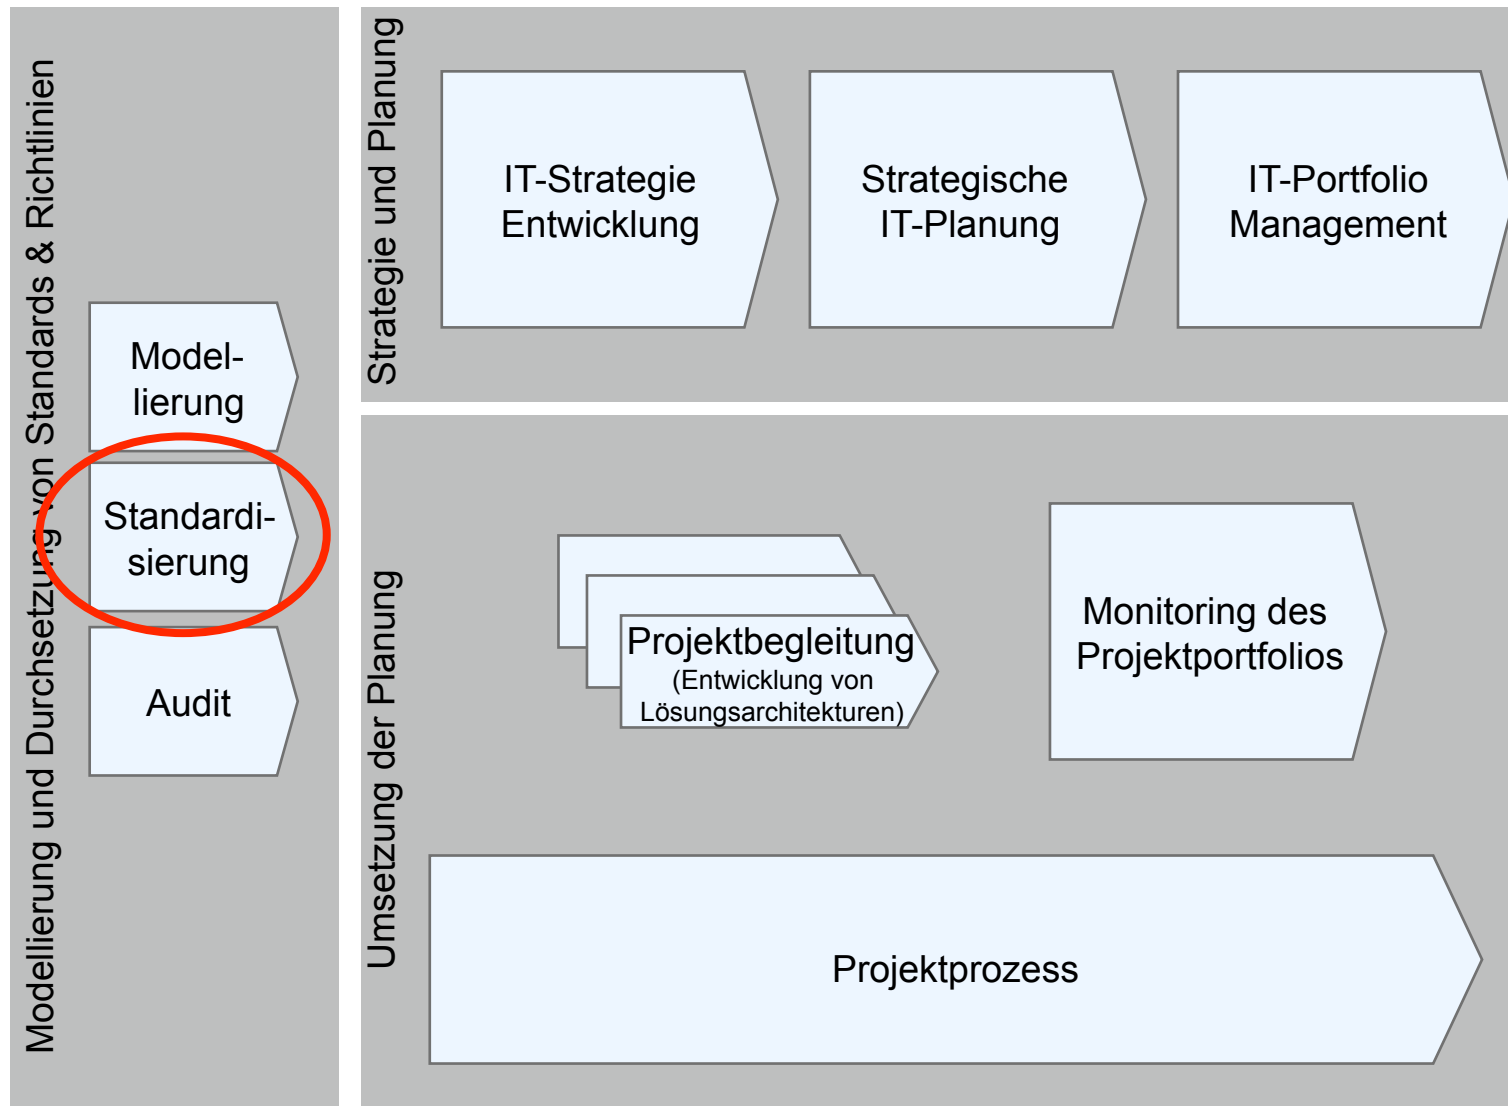 Modellierung und Durchsetzung von Standards & Richtlinien
Model-
lierung
Standardi-
sierung
Audit
Strategie und Planung
IT-Strategie
Entwicklung
Strategische
IT-Planung
IT-Portfolio
Management
Umsetzung der Planung
Projektbegleitung
(Entwicklung von
Lösungsarchitekturen)
Monitoring des
Projektportfolios
Projektprozess